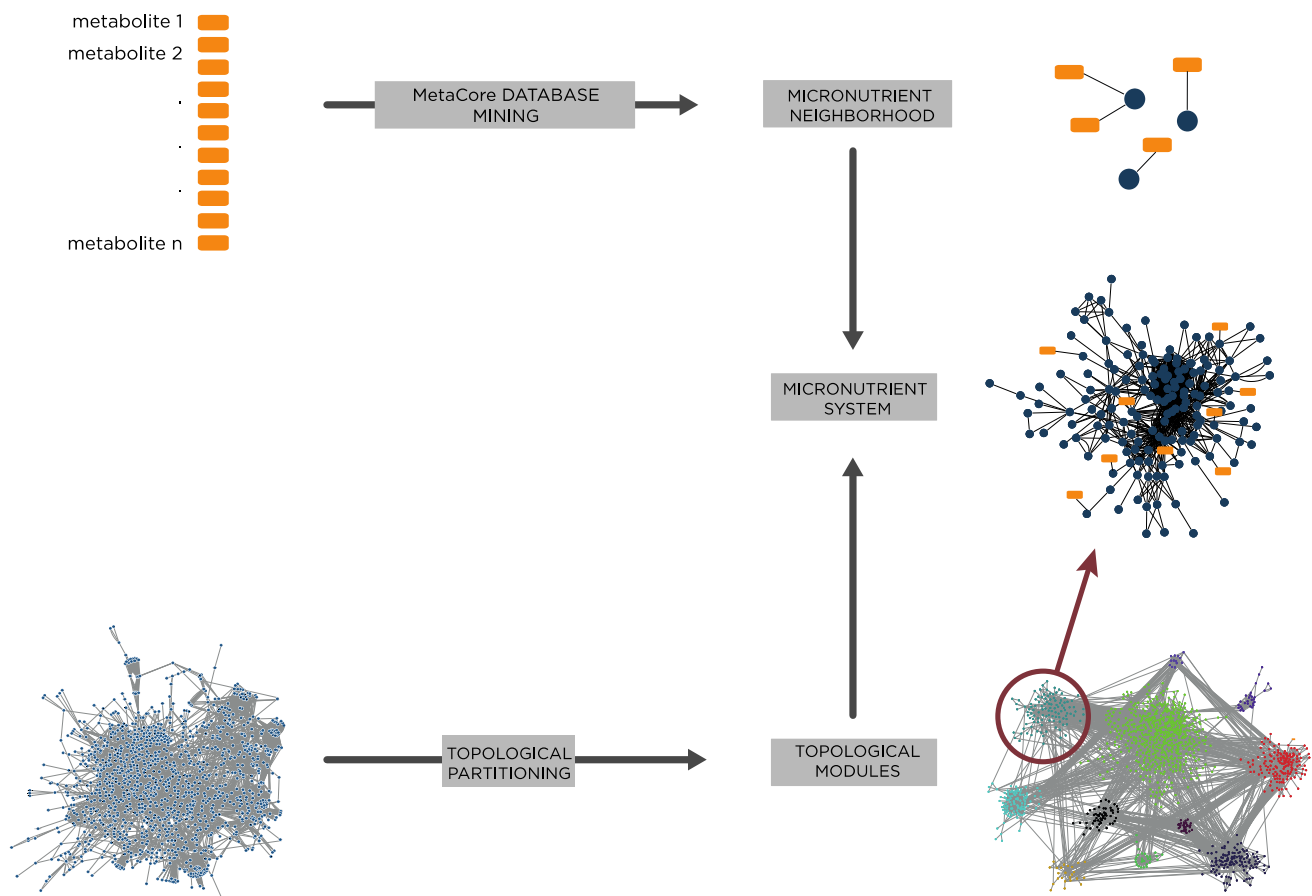 metabolite 1
metabolite 2
.
.
.
metabolite n
MetaCore DATABASE
MINING
MICRONUTRIENT
NEIGHBORHOOD
MICRONUTRIENT
SYSTEM
TOPOLOGICAL
PARTITIONING
TOPOLOGICAL
MODULES